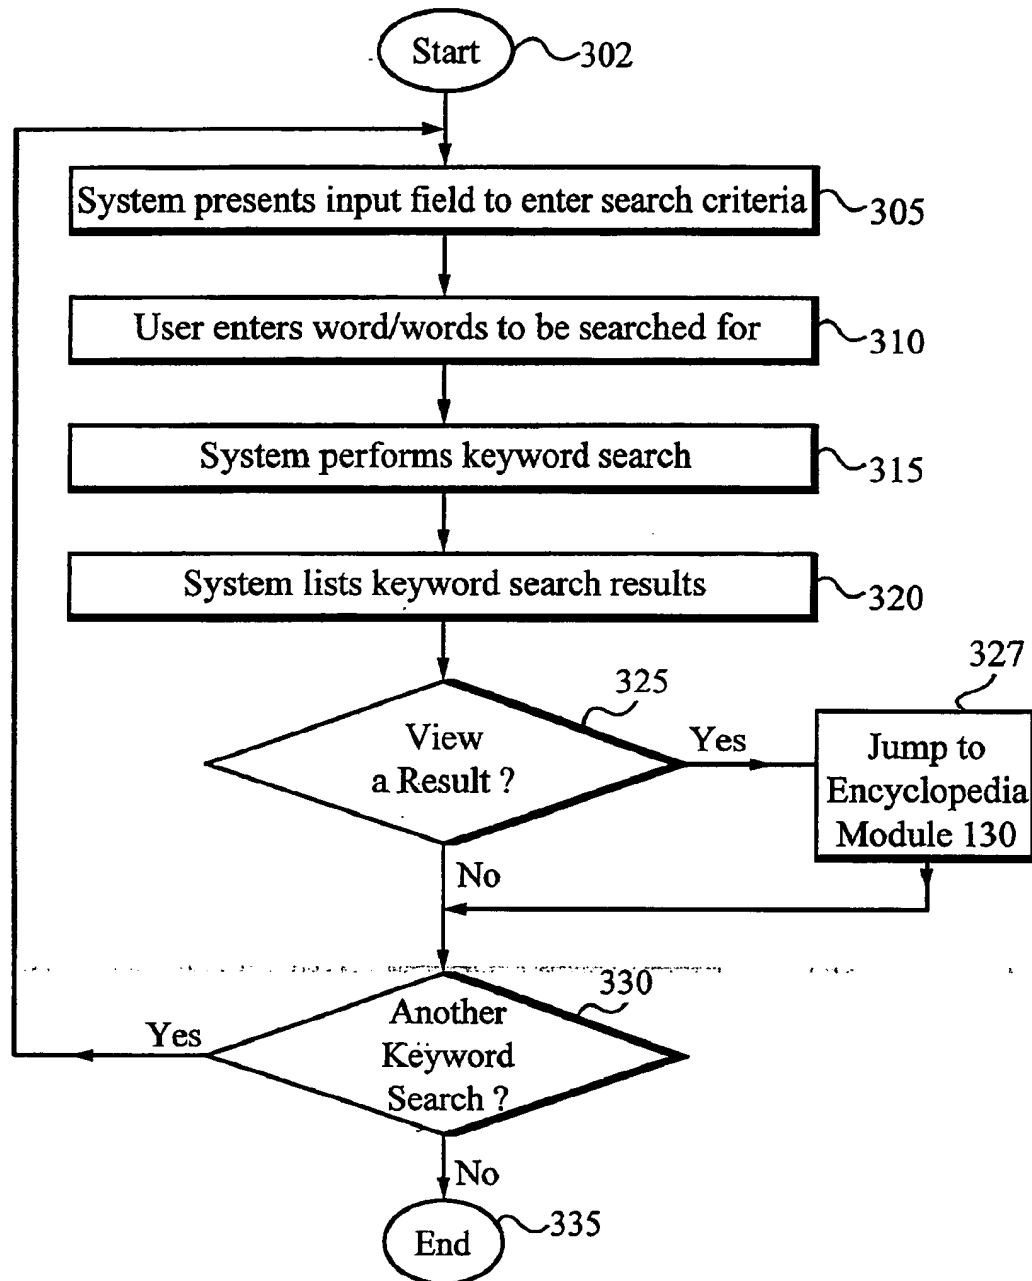 Start
302
System presents input field to enter search criteria
305
User enters word/words to be searched for
310
System performs keyword search
315
System lists keyword search results
320
325
327
View
a Result ?
Yes
Jump to
Encyclopedia
Module 130
No
330
Another
Keyword
Search ?
Yes
No
End
335